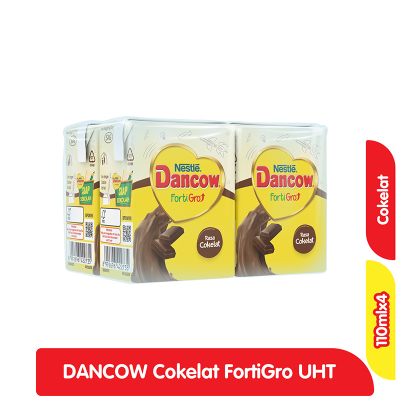 Nestlé
Dancow
FortiGro
Rasa
Cokelat
Nestlé
Dancow
FortiGro
Rasa
Cokelat
Cokelat
110mlx4
DANCOW Cokelat FortiGro UHT